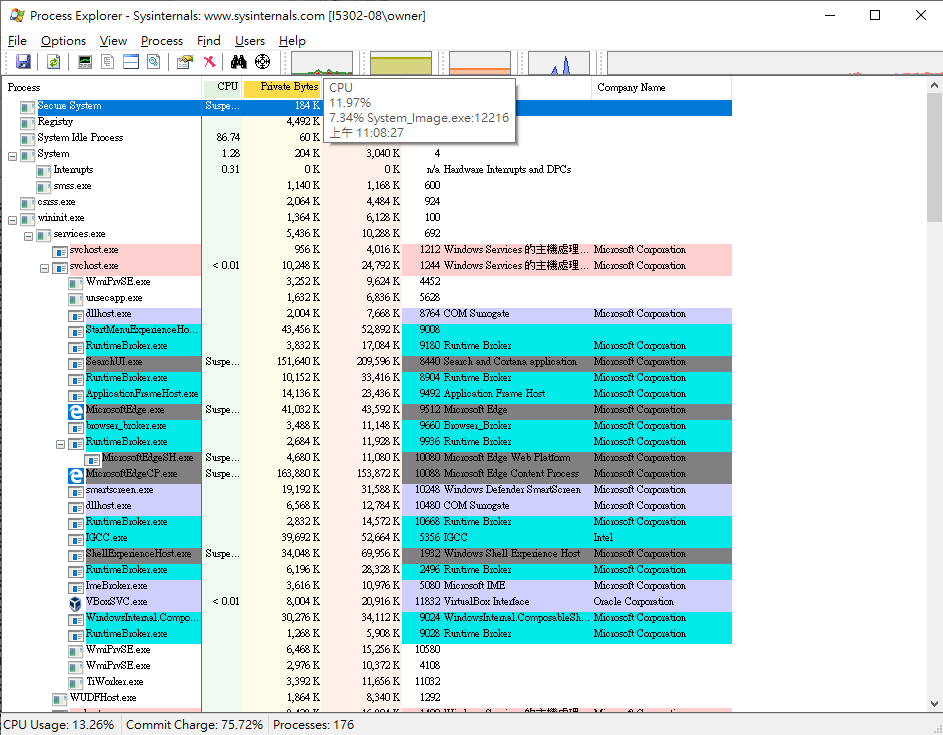 Process Explorer - Sysinternals: www.sysinternals.com [I5302-08\owner]
File Options View Process Find Users Help
Process CPU Private Bytes Company Name
CPU
11.97%
7.34% System_Image.exe:12216
上午 11:08:27
Secure System Suspe... 184 K
Registry 4,492 K
System Idle Process 86.74 60 K
System 1.28 204 K 3,040 K 4
Interrupts 0.31 0 K 0 K n/a Hardware Interrupts and DPCs
smss.exe 1,140 K 1,168 K 600
csrss.exe 2,064 K 4,484 K 924
wininit.exe 1,364 K 6,128 K 100
services.exe 5,436 K 10,288 K 692
svchost.exe 956 K 4,016 K 1212 Windows Services 的主機處理... Microsoft Corporation
svchost.exe < 0.01 10,248 K 24,792 K 1244 Windows Services 的主機處理... Microsoft Corporation
WmiPrvSE.exe 3,252 K 9,624 K 4452
unsecapp.exe 1,632 K 6,836 K 5628
dllhost.exe 2,004 K 7,668 K 8764 COM Surrogate Microsoft Corporation
StartMenuExperienceHo... 43,456 K 52,892 K 9008
RuntimeBroker.exe 3,832 K 17,084 K 9180 Runtime Broker Microsoft Corporation
SearchUI.exe Suspe... 151,640 K 209,596 K 8440 Search and Cortana application Microsoft Corporation
RuntimeBroker.exe 10,152 K 33,416 K 8904 Runtime Broker Microsoft Corporation
ApplicationFrameHost.exe 14,136 K 23,436 K 9492 Application Frame Host Microsoft Corporation
MicrosoftEdge.exe Suspe... 41,032 K 43,592 K 9512 Microsoft Edge Microsoft Corporation
browser_broker.exe 3,488 K 11,148 K 9660 Browser_Broker Microsoft Corporation
RuntimeBroker.exe 2,684 K 11,928 K 9936 Runtime Broker Microsoft Corporation
MicrosoftEdgeSH.exe Suspe... 4,680 K 11,080 K 10080 Microsoft Edge Web Platform Microsoft Corporation
MicrosoftEdgeCP.exe Suspe... 163,880 K 153,872 K 10088 Microsoft Edge Content Process Microsoft Corporation
smartscreen.exe 19,192 K 31,588 K 10248 Windows Defender SmartScreen Microsoft Corporation
dllhost.exe 6,568 K 12,784 K 10480 COM Surrogate Microsoft Corporation
RuntimeBroker.exe 2,832 K 14,572 K 10668 Runtime Broker Microsoft Corporation
IGCC.exe 39,692 K 52,664 K 5356 IGCC Intel
ShellExperienceHost.exe Suspe... 34,048 K 69,956 K 1932 Windows Shell Experience Host Microsoft Corporation
RuntimeBroker.exe 6,196 K 28,328 K 2496 Runtime Broker Microsoft Corporation
ImeBroker.exe 3,616 K 10,976 K 5080 Microsoft IME Microsoft Corporation
VBoxSVC.exe < 0.01 8,004 K 20,916 K 11832 VirtualBox Interface Oracle Corporation
WindowsInternal.Compo... 30,276 K 34,112 K 9024 WindowsInternal.ComposableSh... Microsoft Corporation
RuntimeBroker.exe 1,268 K 5,908 K 9028 Runtime Broker Microsoft Corporation
WmiPrvSE.exe 6,468 K 15,256 K 10580
WmiPrvSE.exe 2,976 K 10,372 K 4108
TiWorker.exe 3,392 K 11,656 K 11032
WUDFHost.exe 1,864 K 8,340 K 1292
CPU Usage: 13.26% Commit Charge: 75.72% Processes: 176